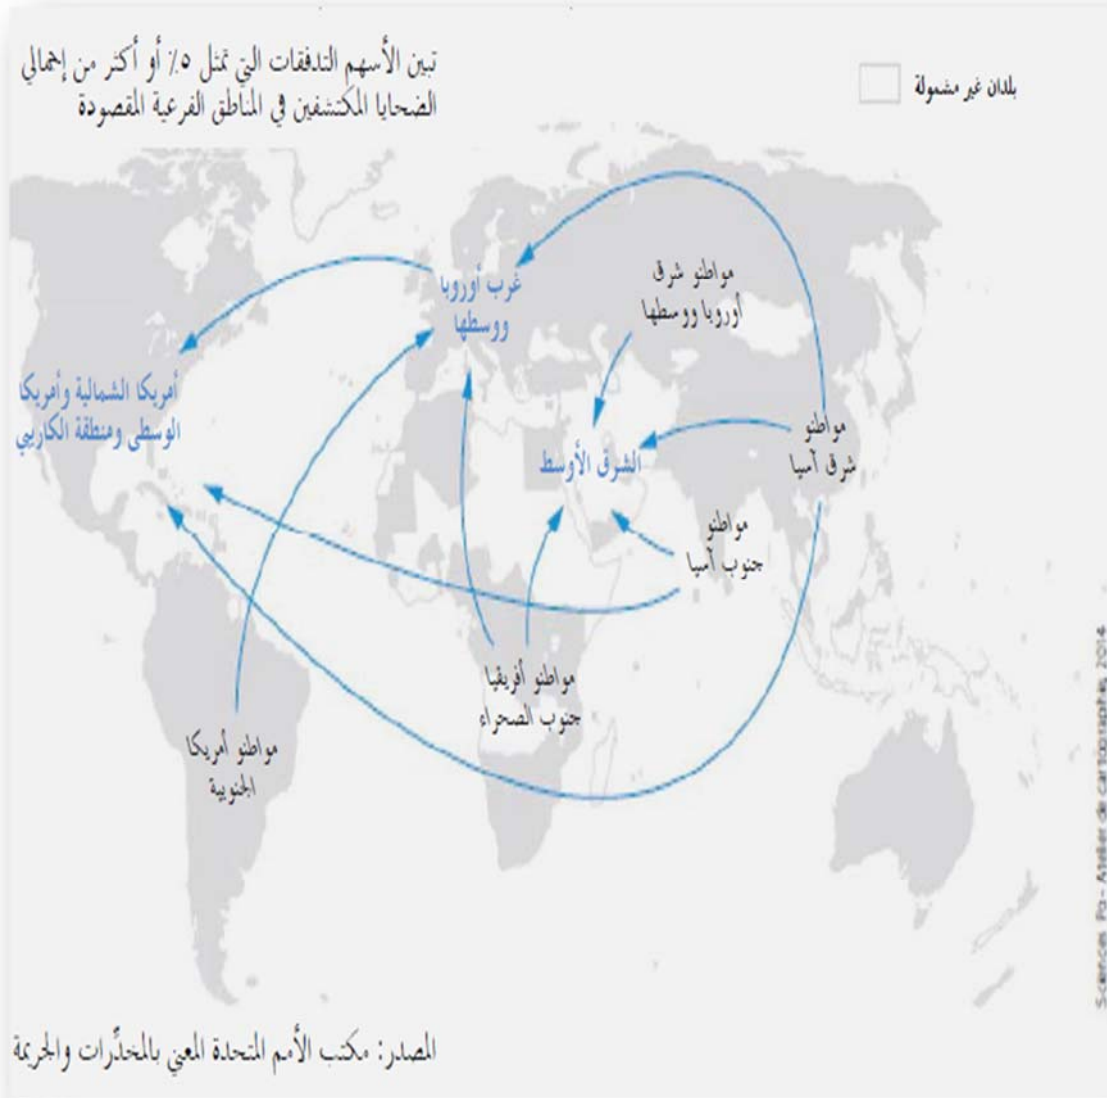 تبين الأسهم التدفقات التي تمثل ٥٪ أو أكثر من إجمالي
الضحايا المكتشفين في المناطق الفرعية المقصودة
بلدان غير مشمولة
مواطنو شرق
أوروبا ووسطها
غرب أوروبا
ووسطها
أمريكا الشمالية وأمريكا
الوسطى ومنطقة الكاريبي
مواطنو
شرق آسيا
الشرق الأوسط
مواطنو
جنوب آسيا
مواطنو أفريقيا
جنوب الصحراء
مواطنو أمريكا
الجنوبية
Sciences Po - Atelier de cartographie, 2014
المصدر: مكتب الأمم المتحدة المعني بالمخدِّرات والجريمة